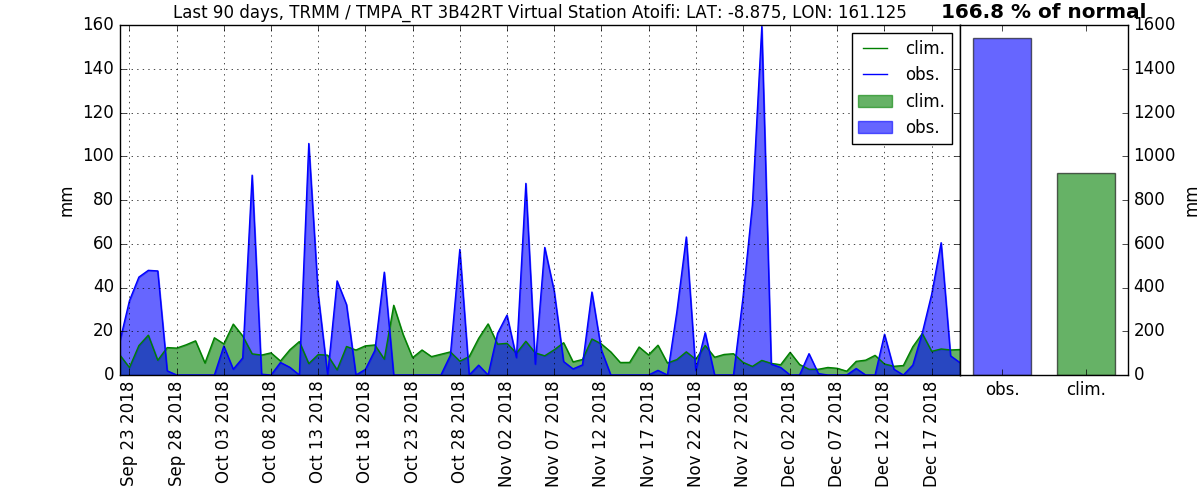 Last 90 days, TRMM / TMPA_RT 3B42RT Virtual Station Atoifi: LAT: -8.875, LON: 161.125
166.8 % of normal
160
140
120
100
80
60
40
20
0
mm
clim.
obs.
clim.
obs.
1600
1400
1200
1000
800
600
400
200
0
mm
Sep 23 2018
Sep 28 2018
Oct 03 2018
Oct 08 2018
Oct 13 2018
Oct 18 2018
Oct 23 2018
Oct 28 2018
Nov 02 2018
Nov 07 2018
Nov 12 2018
Nov 17 2018
Nov 22 2018
Nov 27 2018
Dec 02 2018
Dec 07 2018
Dec 12 2018
Dec 17 2018
obs.
clim.